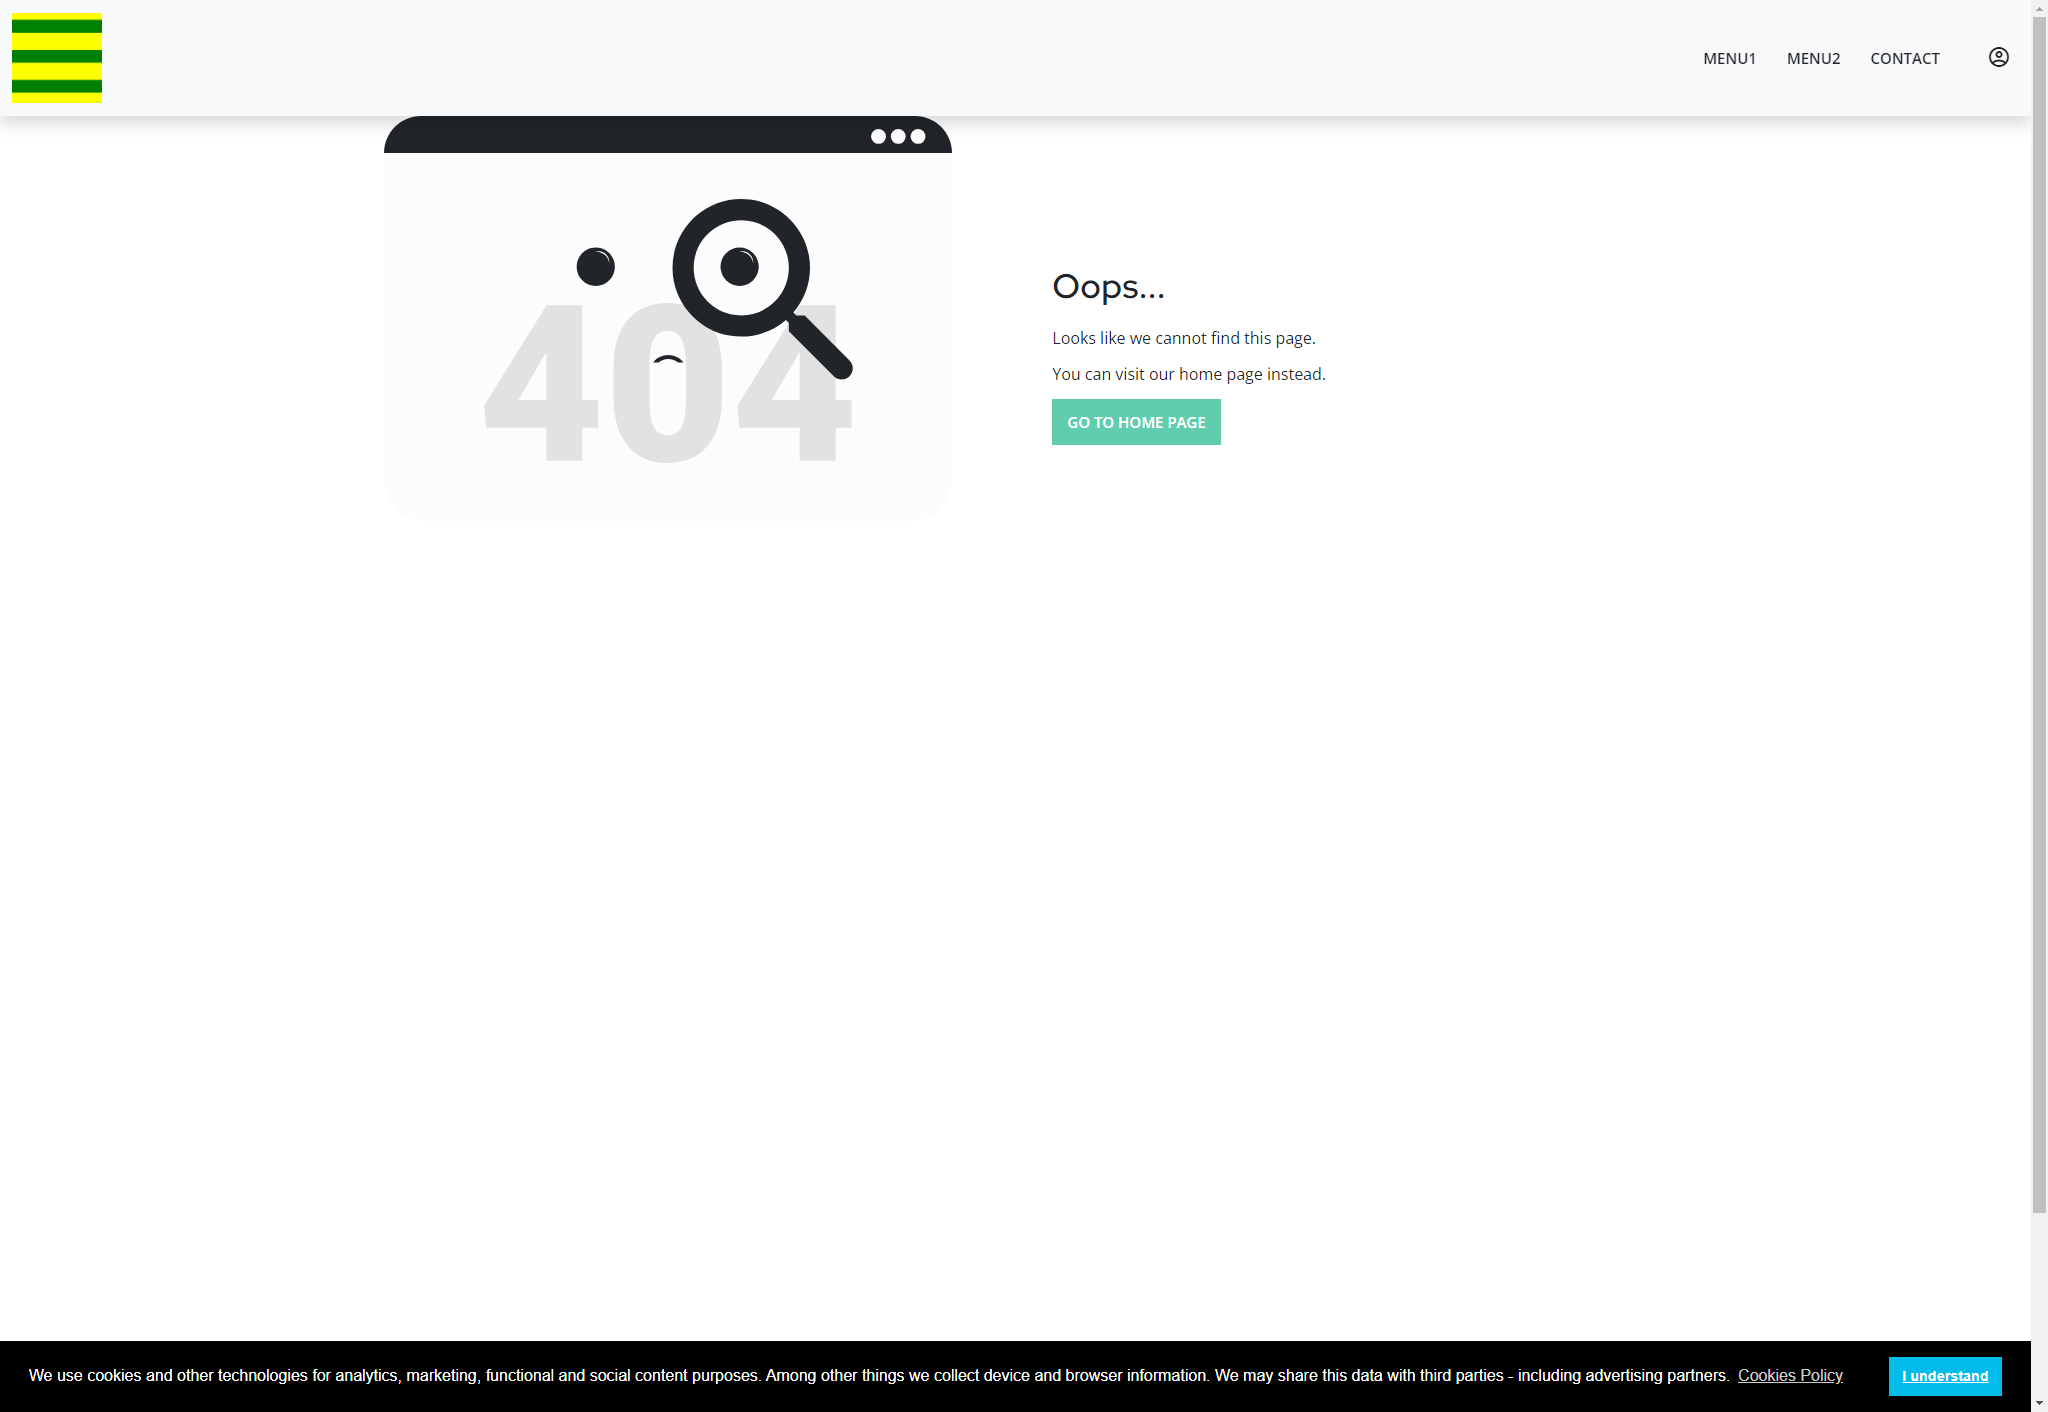 MENU1 MENU2 CONTACT
404
Oops...
Looks like we cannot find this page.
You can visit our home page instead.
GO TO HOME PAGE
We use cookies and other technologies for analytics, marketing, functional and social content purposes. Among other things we collect device and browser information. We may share this data with third parties - including advertising partners. Cookies Policy I understand